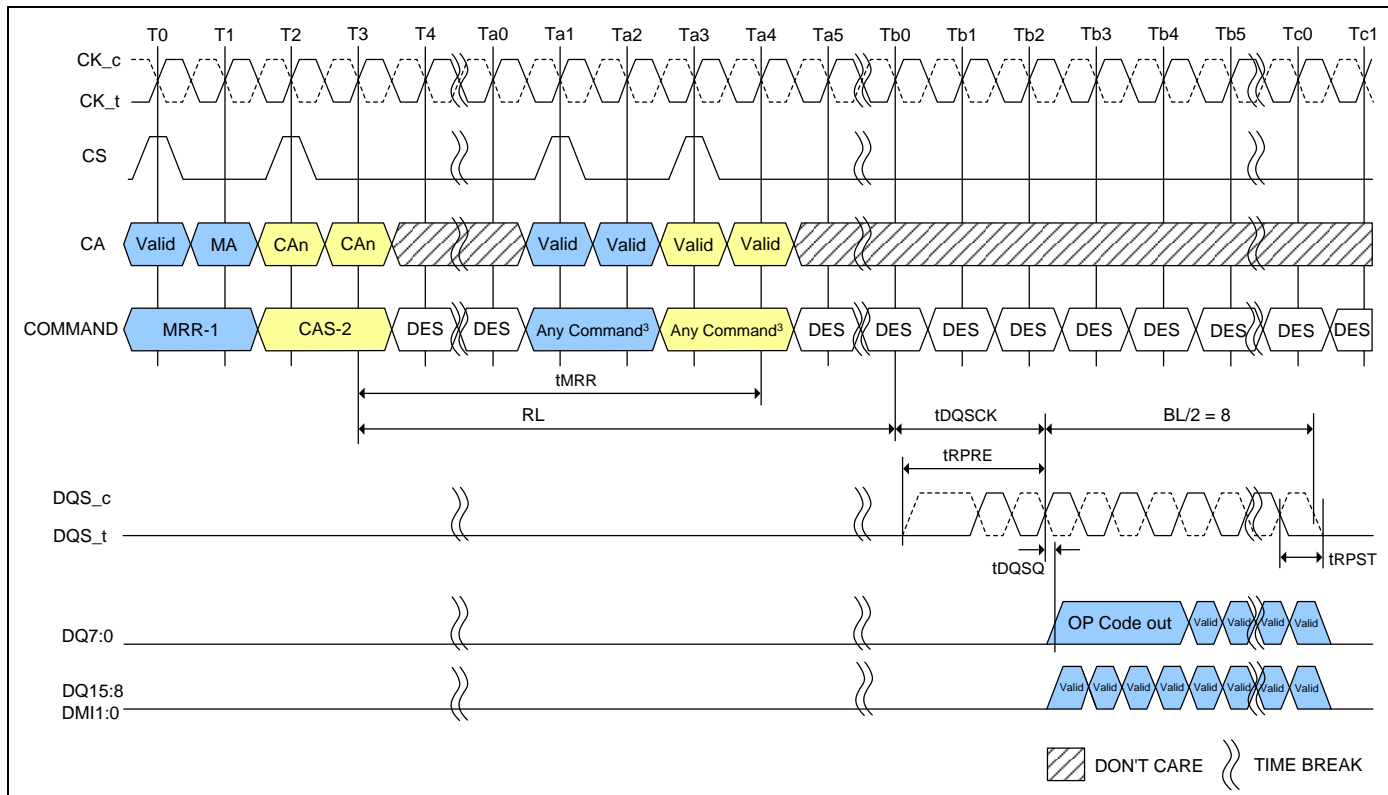 T0 T1 T2 T3 T4 Ta0 Ta1 Ta2 Ta3 Ta4 Ta5 Tb0 Tb1 Tb2 Tb3 Tb4 Tb5 Tc0 Tc1
CK_c
CK_t
CS
CA Valid MA CAn CAn Valid Valid Valid Valid
COMMAND MRR-1 CAS-2 DES DES Any Command³ Any Command³ DES DES DES DES DES DES DES DES DES
tMRR
RL tDQSCK BL/2 = 8
tRPRE
DQS_c
DQS_t
tDQSQ tRPST
DQ7:0 OP Code out Valid Valid Valid Valid
DQ15:8 Valid Valid Valid Valid Valid Valid Valid Valid
DMI1:0
DON'T CARE TIME BREAK